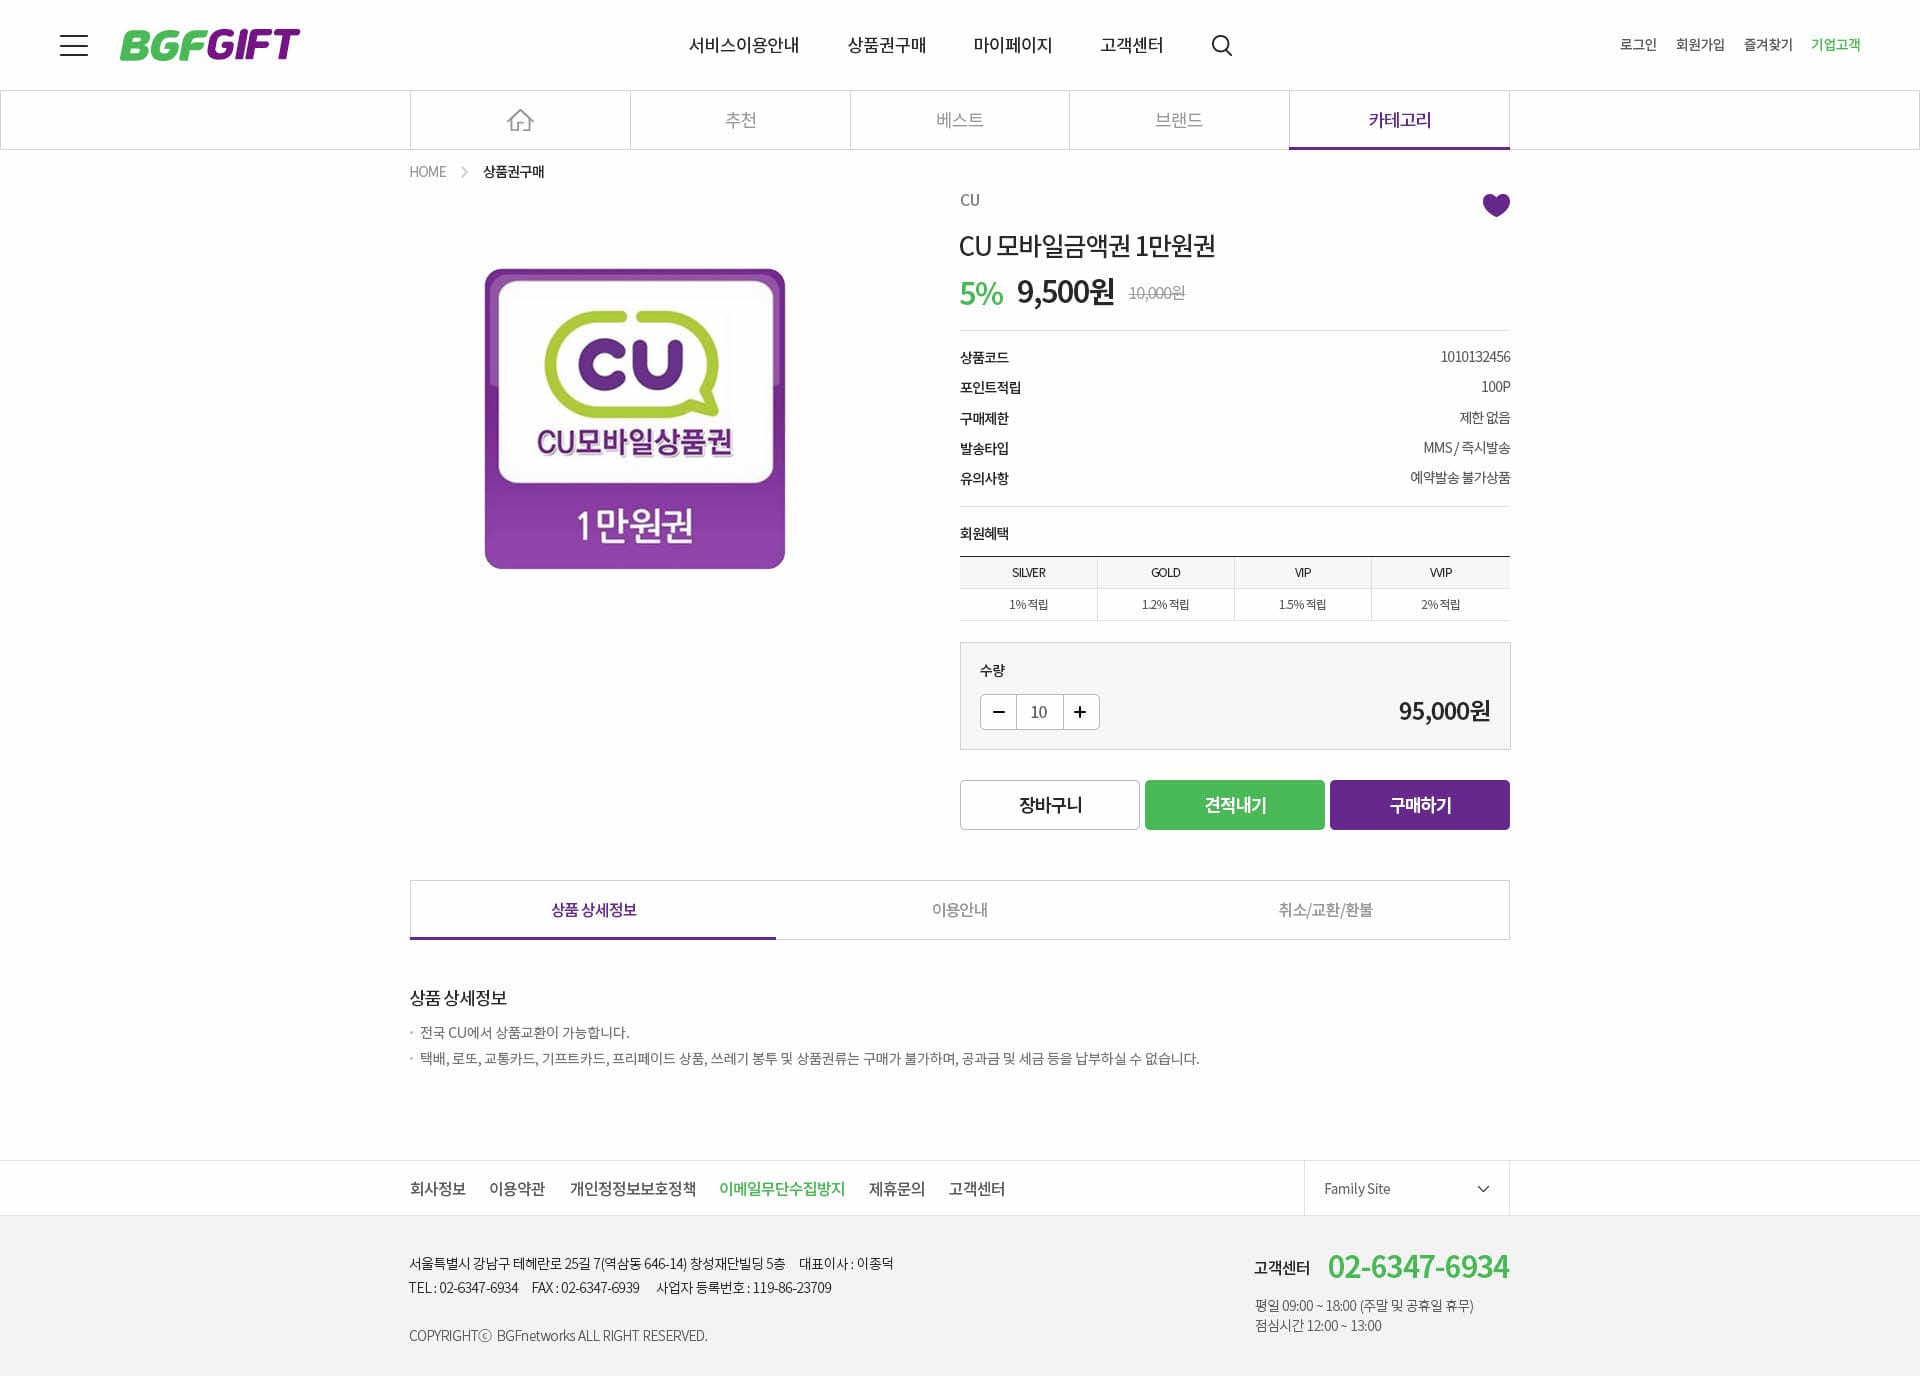 BGFGIFT
서비스이용안내 상품권구매 마이페이지 고객센터
로그인 회원가입 즐겨찾기 기업고객
추천 베스트 브랜드 카테고리
HOME 상품권구매
CU
CU 모바일금액권 1만원권
5% 9,500원 10,000원
CU
CU모바일상품권
1만원권
상품코드 1010132456
포인트적립 100P
구매제한 제한 없음
발송타입 MMS / 즉시발송
유의사항 예약발송 불가상품
회원혜택
SILVER GOLD VIP VVIP
1% 적립 1.2% 적립 1.5% 적립 2% 적립
수량
10 95,000원
장바구니 견적내기 구매하기
상품 상세정보 이용안내 취소/교환/환불
상품 상세정보
· 전국 CU에서 상품교환이 가능합니다.
· 택배, 로또, 교통카드, 기프트카드, 프리페이드 상품, 쓰레기 봉투 및 상품권류는 구매가 불가하며, 공과금 및 세금 등을 납부하실 수 없습니다.
회사정보 이용약관 개인정정보보호정책 이메일무단수집방지 제휴문의 고객센터 Family Site
서울특별시 강남구 테헤란로 25길 7(역삼동 646-14) 창성재단빌딩 5층 대표이사 : 이종덕
TEL : 02-6347-6934 FAX : 02-6347-6939 사업자 등록번호 : 119-86-23709
COPYRIGHTⓒ BGFnetworks ALL RIGHT RESERVED.
고객센터 02-6347-6934
평일 09:00 ~ 18:00 (주말 및 공휴일 휴무)
점심시간 12:00 ~ 13:00